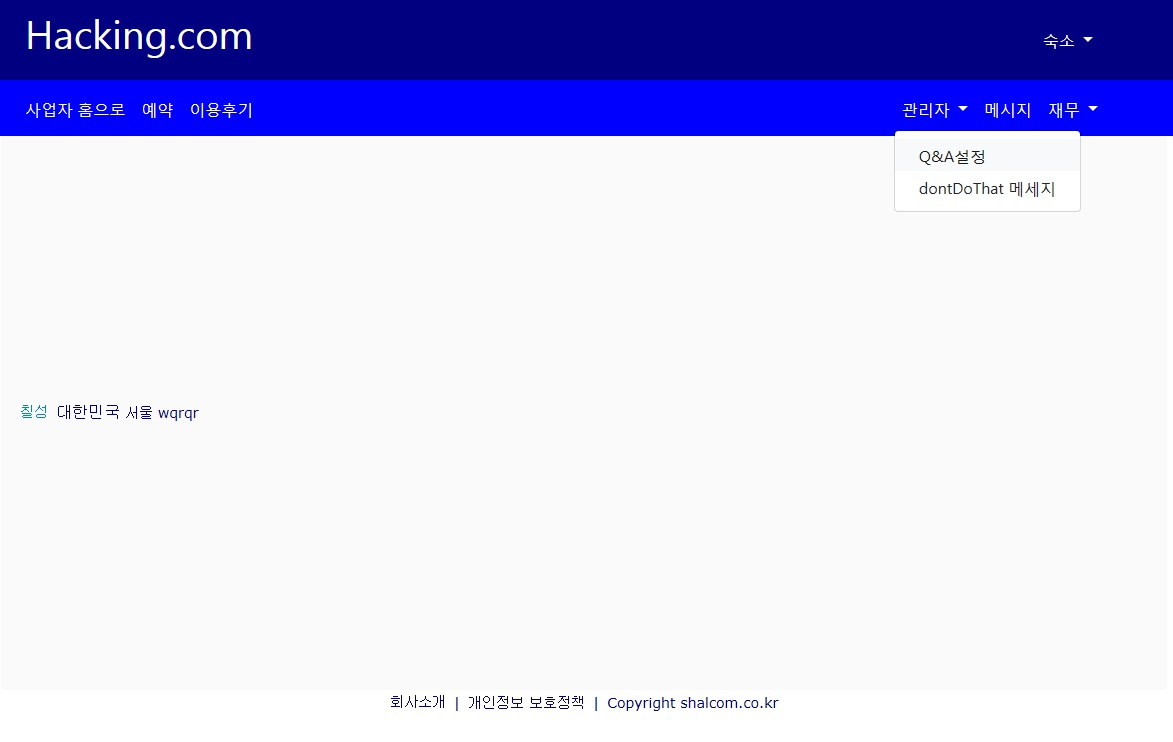 Hacking.com
숙소
사업자 홈으로 예약 이용후기 관리자 메시지 재무
Q&A설정
dontDoThat 메세지
칠성 대한민국 서울 wqrqr
회사소개 | 개인정보 보호정책 | Copyright shalcom.co.kr